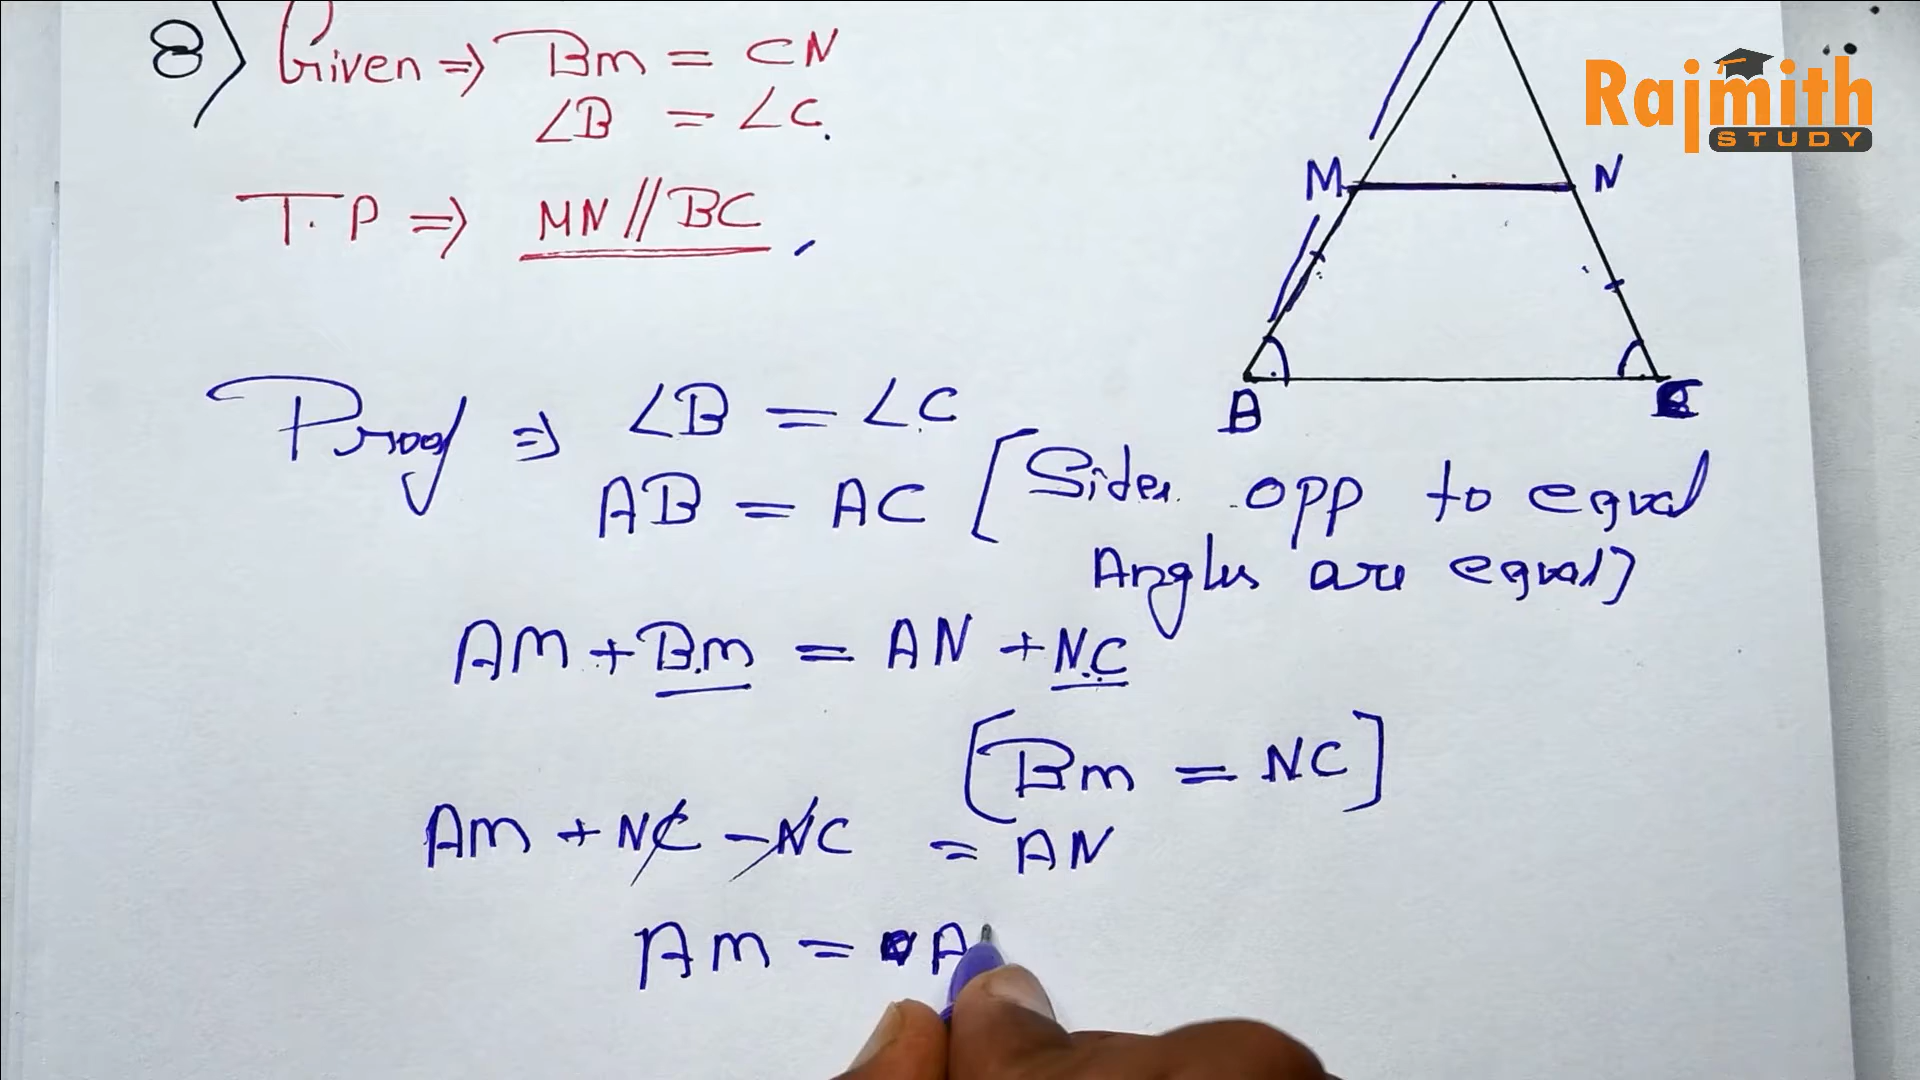 8) Given ⇒ Bm = CN
∠B = ∠C.
T.P ⇒ MN // BC
Proof ⇒ ∠B = ∠C
AB = AC [Sides opp to equal
Angles are equal]
Am + Bm = AN + NC
[Bm = NC]
Am + NC - NC = AN
Am = A
M
N
B
C
Rajmith
STUDY